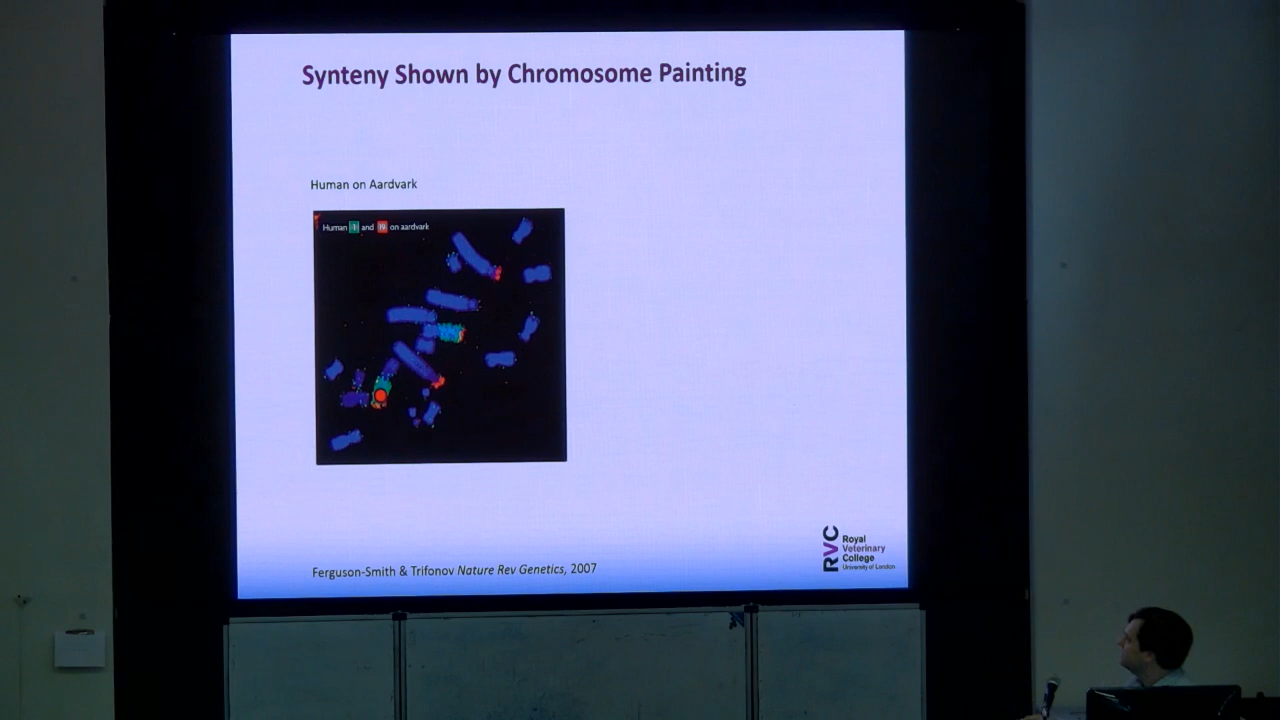 Synteny Shown by Chromosome Painting
Human on Aardvark
Human 1 and 19 on aardvark
RVC
Royal
Veterinary
College
University of London
Ferguson-Smith & Trifonov Nature Rev Genetics, 2007